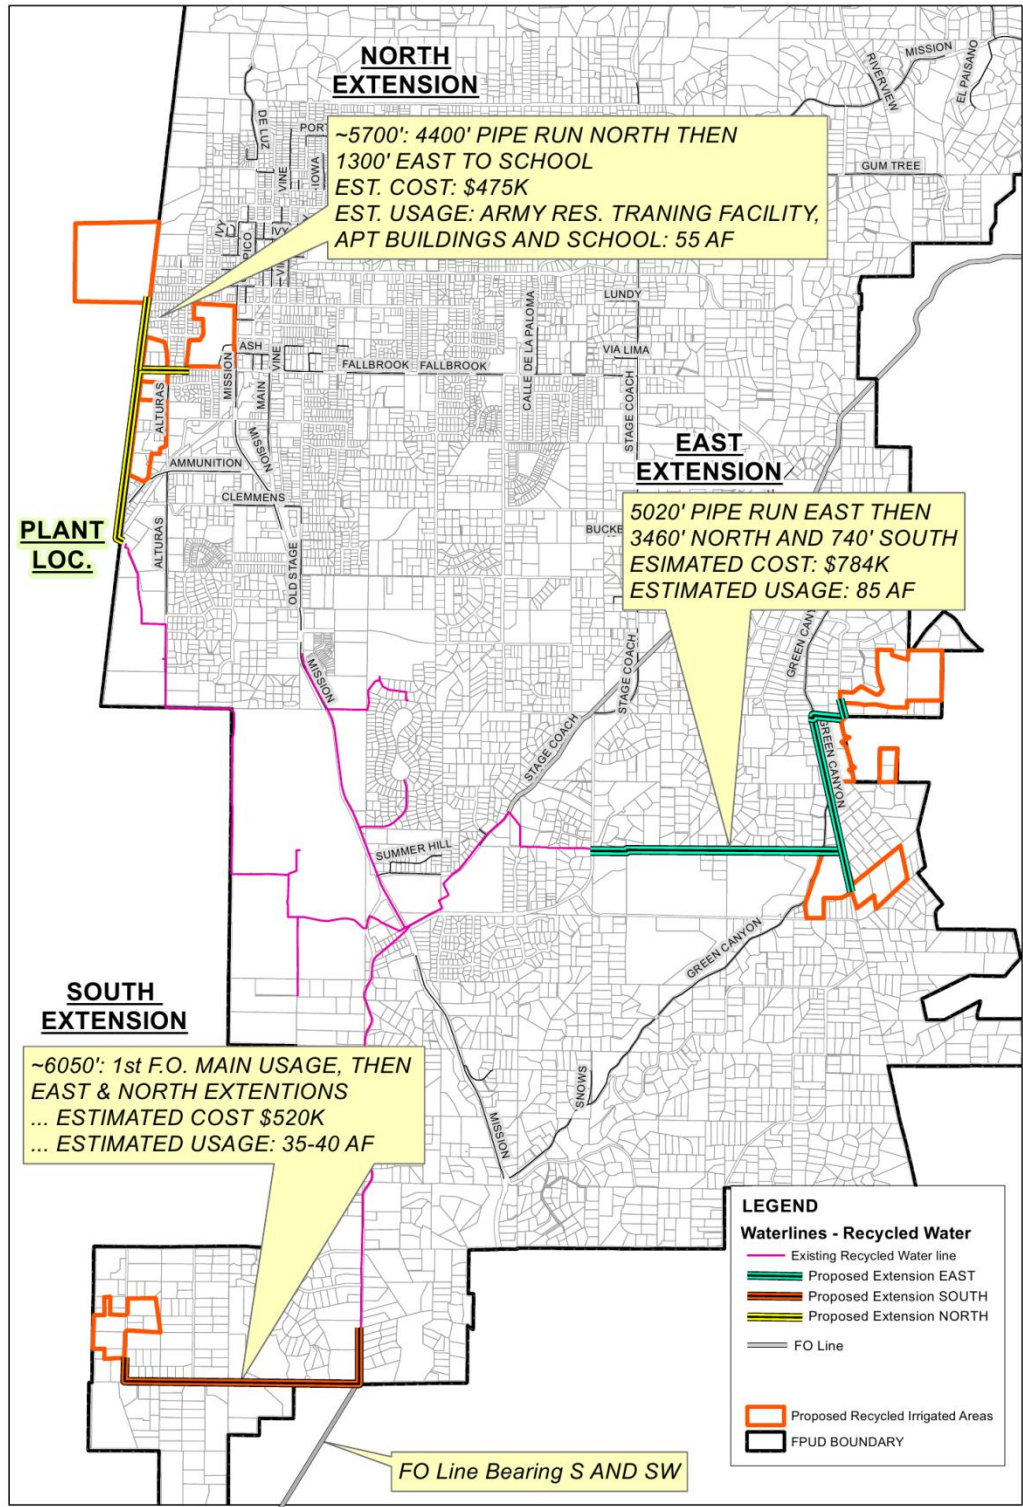 NORTH
EXTENSION
MISSION
RIVERVIEW
EL PAISANO
DE LUZ
PORT
VINE
IOWA
GUM TREE
~5700': 4400' PIPE RUN NORTH THEN
1300' EAST TO SCHOOL
EST. COST: $475K
EST. USAGE: ARMY RES. TRANING FACILITY,
APT BUILDINGS AND SCHOOL: 55 AF
IVY
PICO
IVY
VI
LUNDY
CALLE DE LA PALOMA
VIA LIMA
STAGE COACH
ASH
VINE
MISSION
MAIN
FALLBROOK
FALLBROOK
ALTURAS
MISSION
AMMUNITION
CLEMMENS
EAST
EXTENSION
5020' PIPE RUN EAST THEN
3460' NORTH AND 740' SOUTH
ESIMATED COST: $784K
ESTIMATED USAGE: 85 AF
BUCKE
PLANT
LOC.
ALTURAS
OLD STAGE
MISSION
STAGE COACH
GREEN CANY
STAGE COACH
GREEN CANYON
SUMMER HILL
GREEN CANYON
SOUTH
EXTENSION
~6050': 1st F.O. MAIN USAGE, THEN
EAST & NORTH EXTENTIONS
... ESTIMATED COST $520K
... ESTIMATED USAGE: 35-40 AF
SNOWS
MISSION
LEGEND
Waterlines - Recycled Water
Existing Recycled Water line
Proposed Extension EAST
Proposed Extension SOUTH
Proposed Extension NORTH
FO Line
Proposed Recycled Irrigated Areas
FPUD BOUNDARY
FO Line Bearing S AND SW